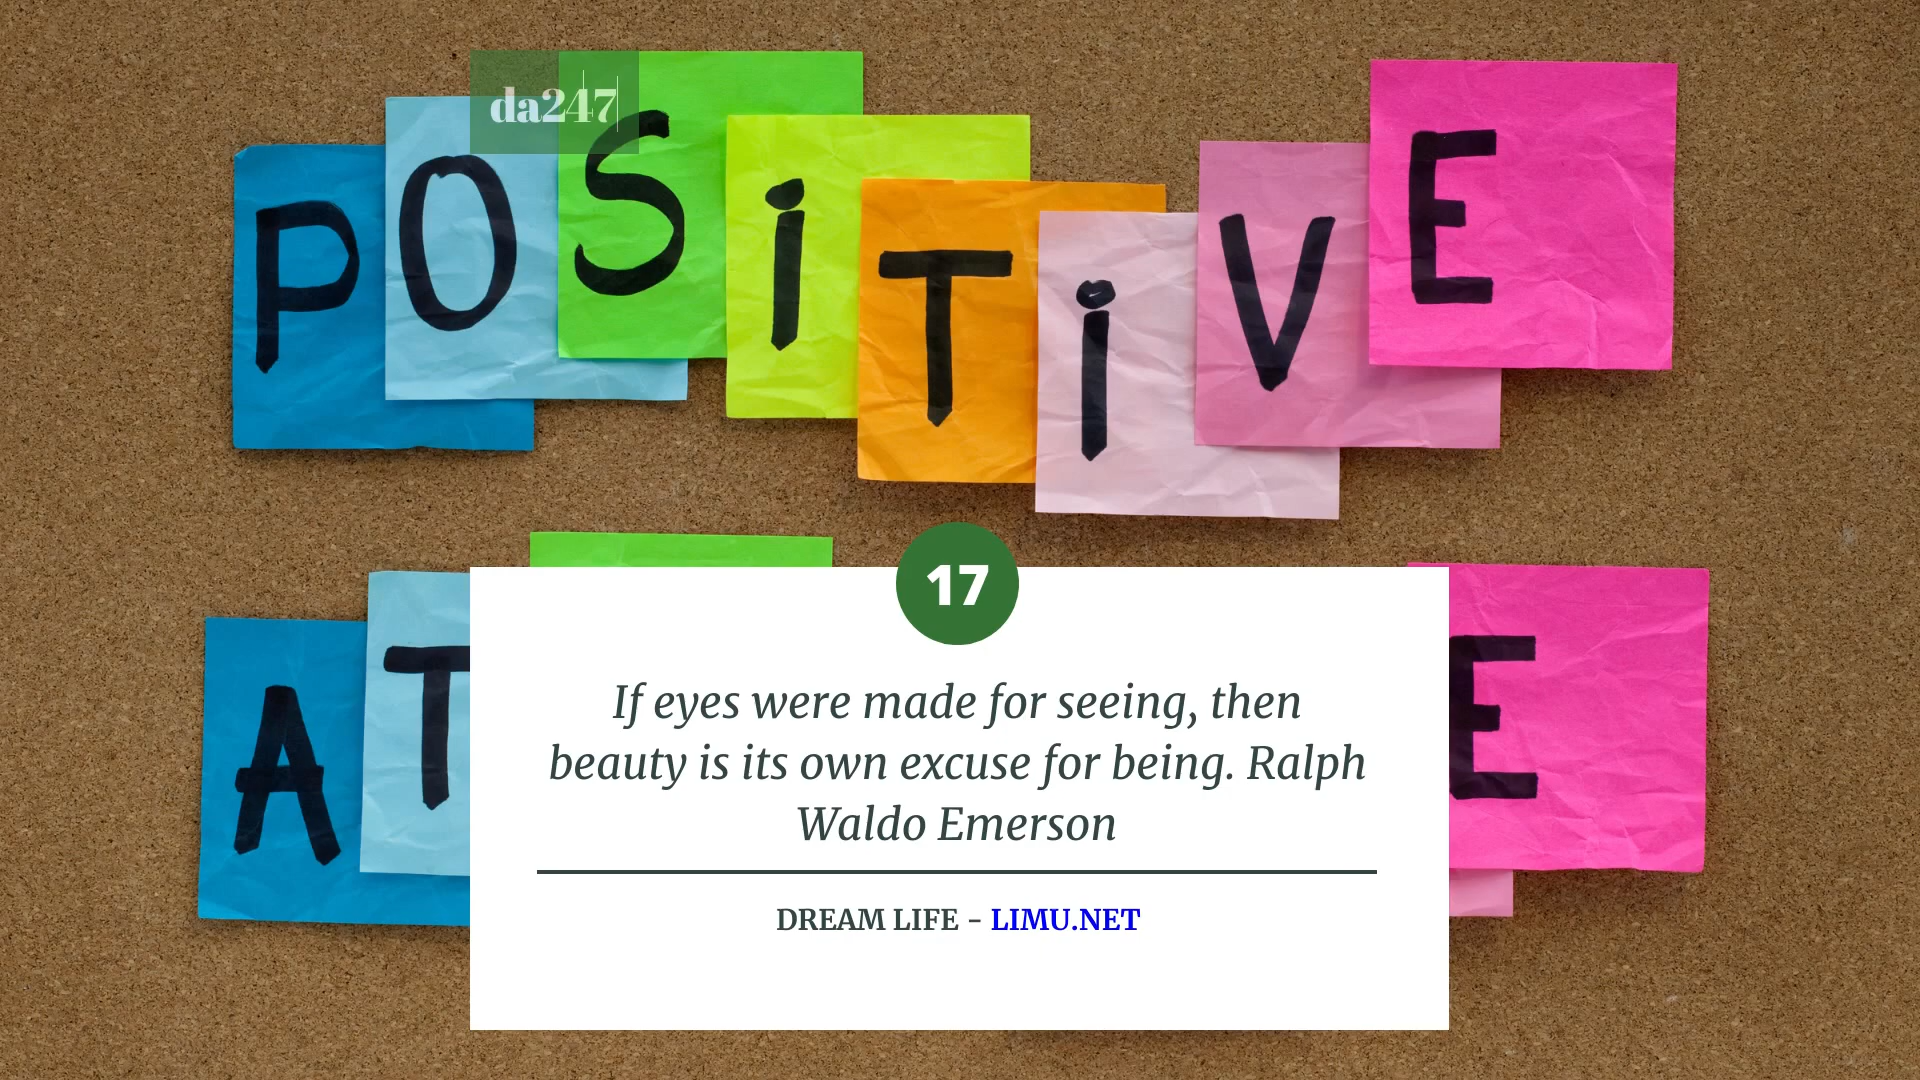 da247
POSiTiVE
17
AT E
If eyes were made for seeing, then
beauty is its own excuse for being. Ralph
Waldo Emerson
DREAM LIFE – LIMU.NET